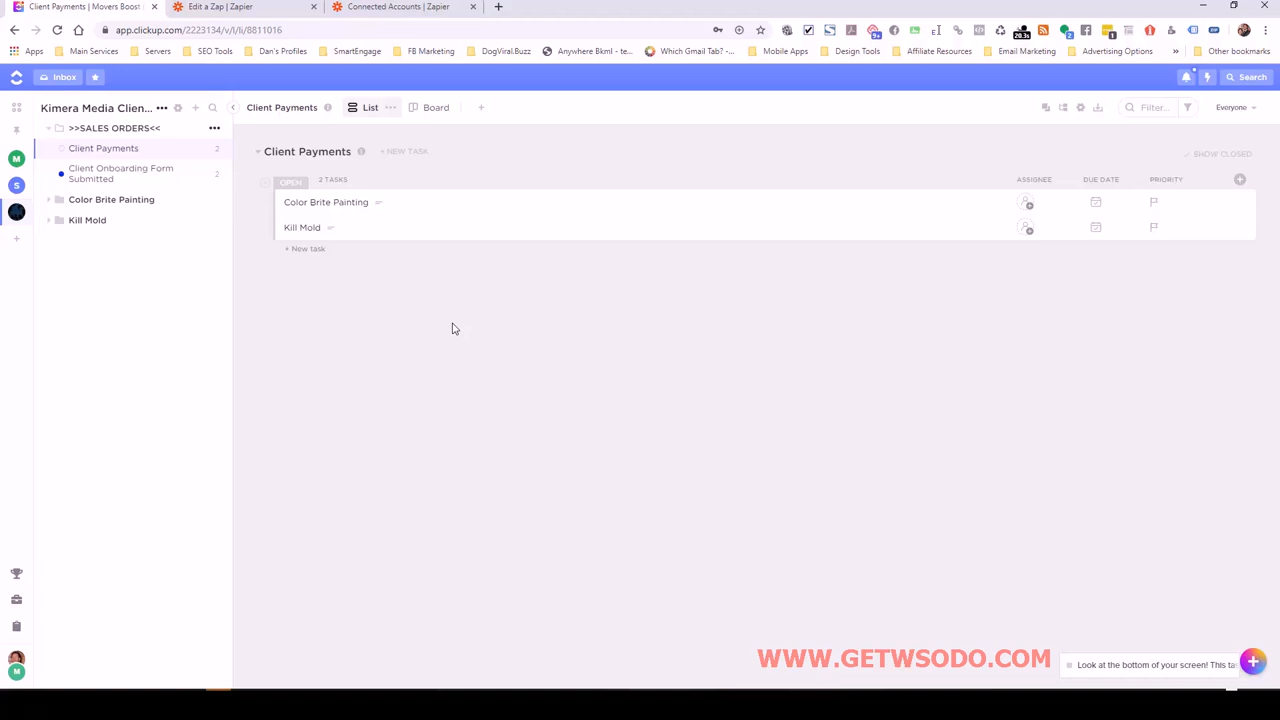 Client Payments | Movers Boost
Edit a Zap | Zapier
Connected Accounts | Zapier
app.clickup.com/2223134/v/l/li/8811016
Apps
Main Services
Servers
SEO Tools
Dan's Profiles
SmartEngage
FB Marketing
DogViral.Buzz
Anywhere Bkml - te...
Which Gmail Tab? -...
Mobile Apps
Design Tools
Affiliate Resources
Email Marketing
Advertising Options
Other bookmarks
Inbox
Search
Kimera Media Clien...
Client Payments
List
Board
Filter...
Everyone
>>SALES ORDERS<<
Client Payments 2
Client Onboarding Form
Submitted
2
Color Brite Painting
Kill Mold
Client Payments
+ NEW TASK
SHOW CLOSED
OPEN
2 TASKS
ASSIGNEE
DUE DATE
PRIORITY
Color Brite Painting
Kill Mold
+ New task
M
S
M
WWW.GETWSODO.COM
Look at the bottom of your screen! This ta